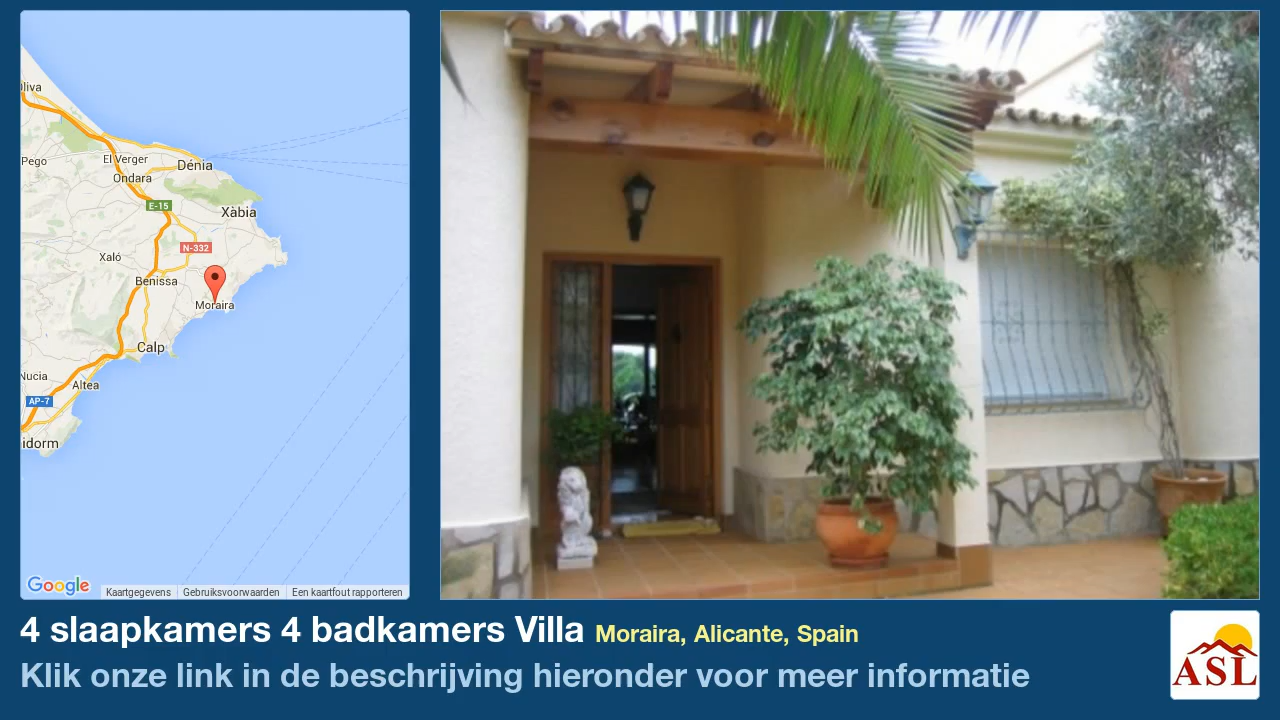 Oliva
Pego
El Verger
Dénia
Ondara
E-15
Xàbia
N-332
Xaló
Benissa
Moraira
Calp
Nucia
Altea
AP-7
idorm
Google
Kaartgegevens
Gebruiksvoorwaarden
Een kaartfout rapporteren
4 slaapkamers 4 badkamers Villa Moraira, Alicante, Spain
Klik onze link in de beschrijving hieronder voor meer informatie
ASL